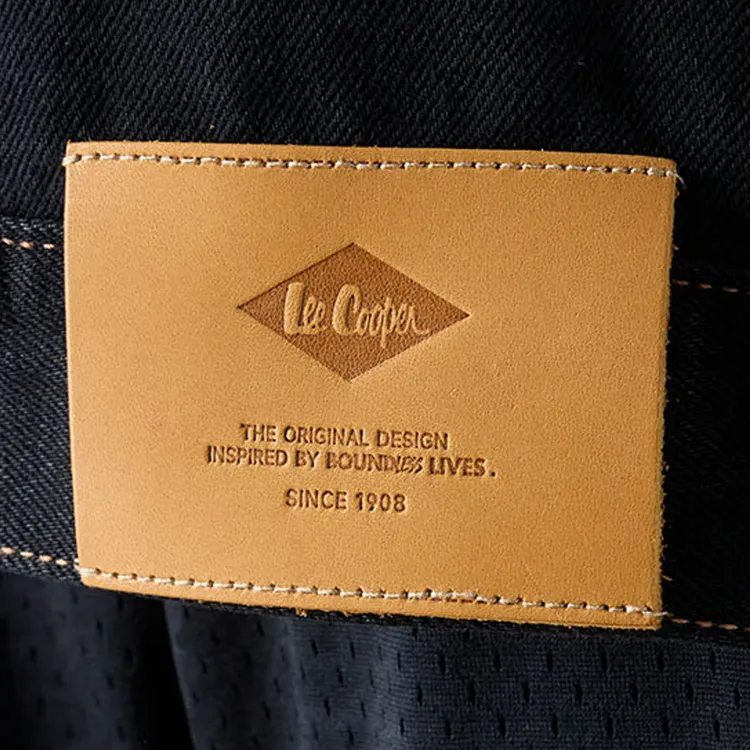 Lee Cooper
THE ORIGINAL DESIGN
INSPIRED BY BOUNDLESS LIVES.
SINCE 1908